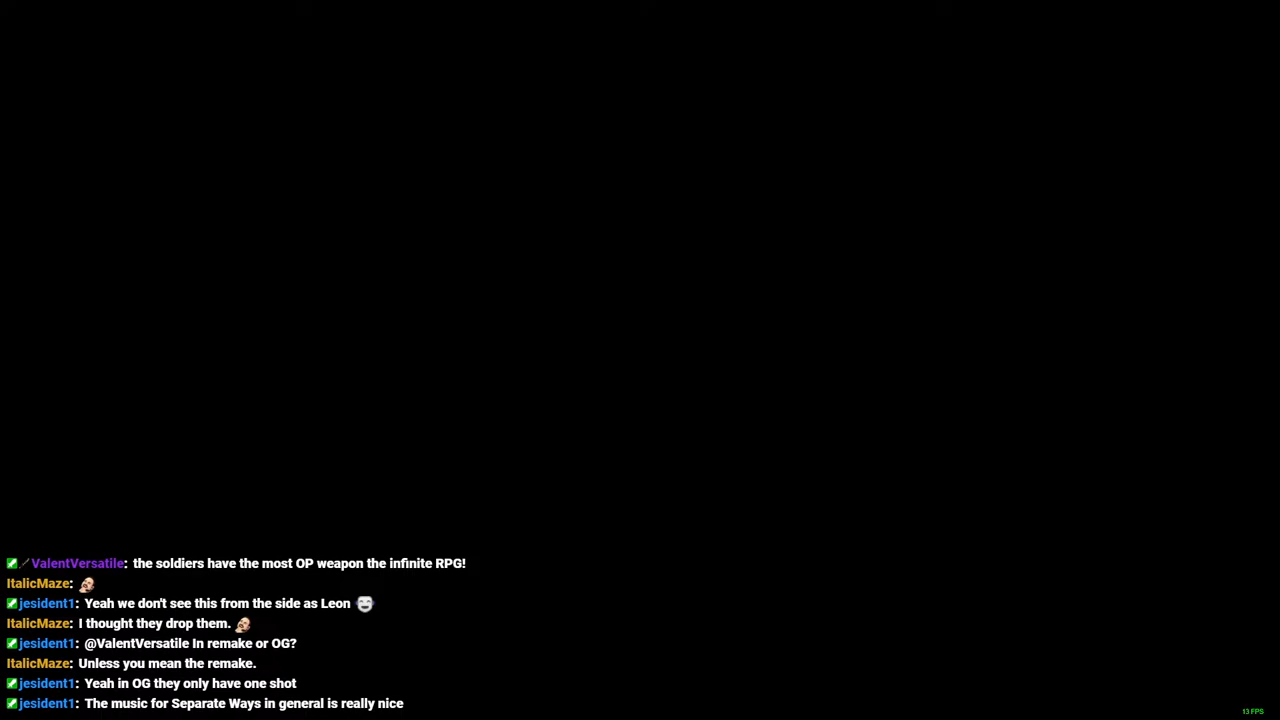 ValentVersatile: the soldiers have the most OP weapon the infinite RPG!
ItalicMaze:
jesident1: Yeah we don't see this from the side as Leon
ItalicMaze: I thought they drop them.
jesident1: @ValentVersatile In remake or OG?
ItalicMaze: Unless you mean the remake.
jesident1: Yeah in OG they only have one shot
jesident1: The music for Separate Ways in general is really nice
13 FPS